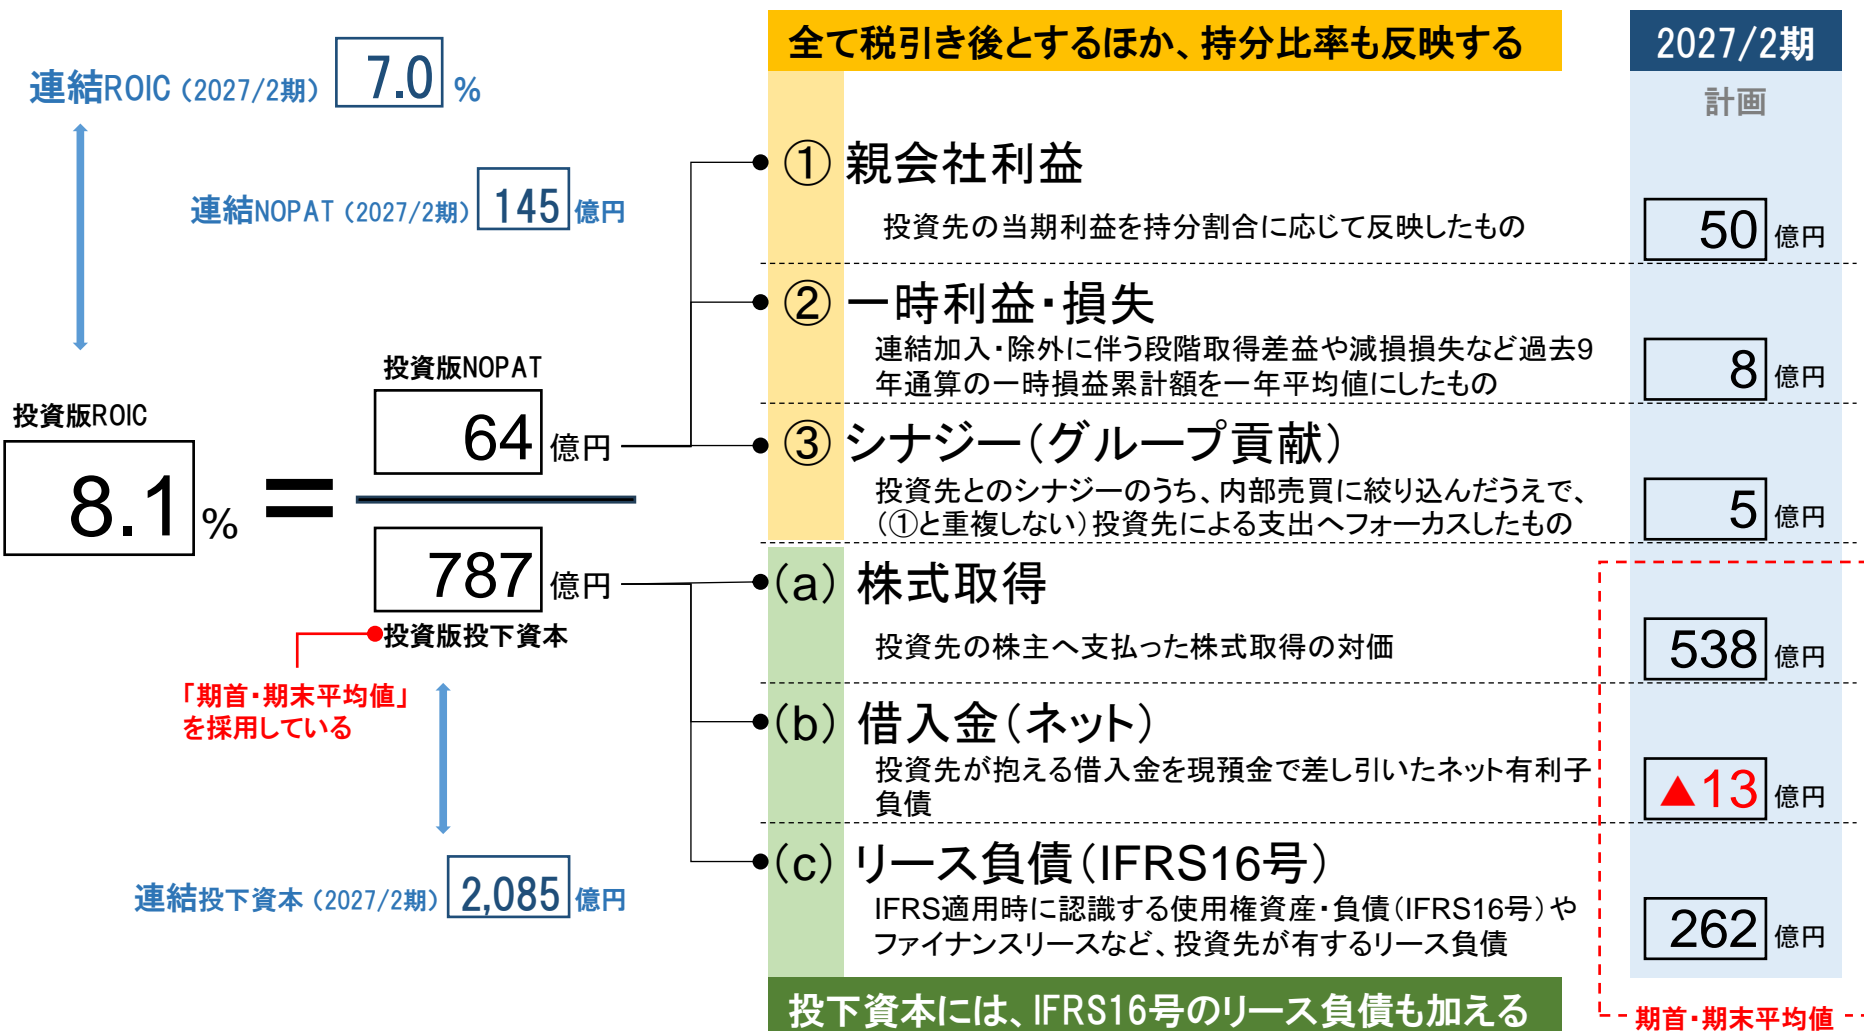 連結ROIC（2027/2期） 7.0 %
連結NOPAT（2027/2期） 145 億円
投資版ROIC
8.1 %
=
投資版NOPAT
64 億円
787 億円
投資版投下資本
「期首・期末平均値」
を採用している
連結投下資本（2027/2期） 2,085 億円
全て税引き後とするほか、持分比率も反映する
2027/2期
計画
① 親会社利益
投資先の当期利益を持分割合に応じて反映したもの
50 億円
② 一時利益・損失
連結加入・除外に伴う段階取得差益や減損損失など過去9
年通算の一時損益累計額を一年平均値にしたもの
8 億円
③ シナジー（グループ貢献）
投資先とのシナジーのうち、内部売買に絞り込んだうえで、
（①と重複しない）投資先による支出へフォーカスしたもの
5 億円
（a）株式取得
投資先の株主へ支払った株式取得の対価
538 億円
（b）借入金（ネット）
投資先が抱える借入金を現預金で差し引いたネット有利子
負債
▲13 億円
（c）リース負債（IFRS16号）
IFRS適用時に認識する使用権資産・負債（IFRS16号）や
ファイナンスリースなど、投資先が有するリース負債
262 億円
投下資本には、IFRS16号のリース負債も加える
期首・期末平均値